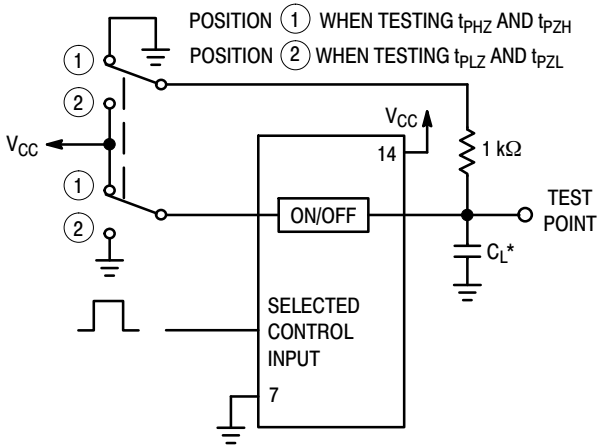 POSITION 1 WHEN TESTING tPHZ AND tPZH
POSITION 2 WHEN TESTING tPLZ AND tPZL
1
2
VCC
1
2
VCC
14
1 kΩ
ON/OFF
TEST
POINT
CL*
SELECTED
CONTROL
INPUT
7